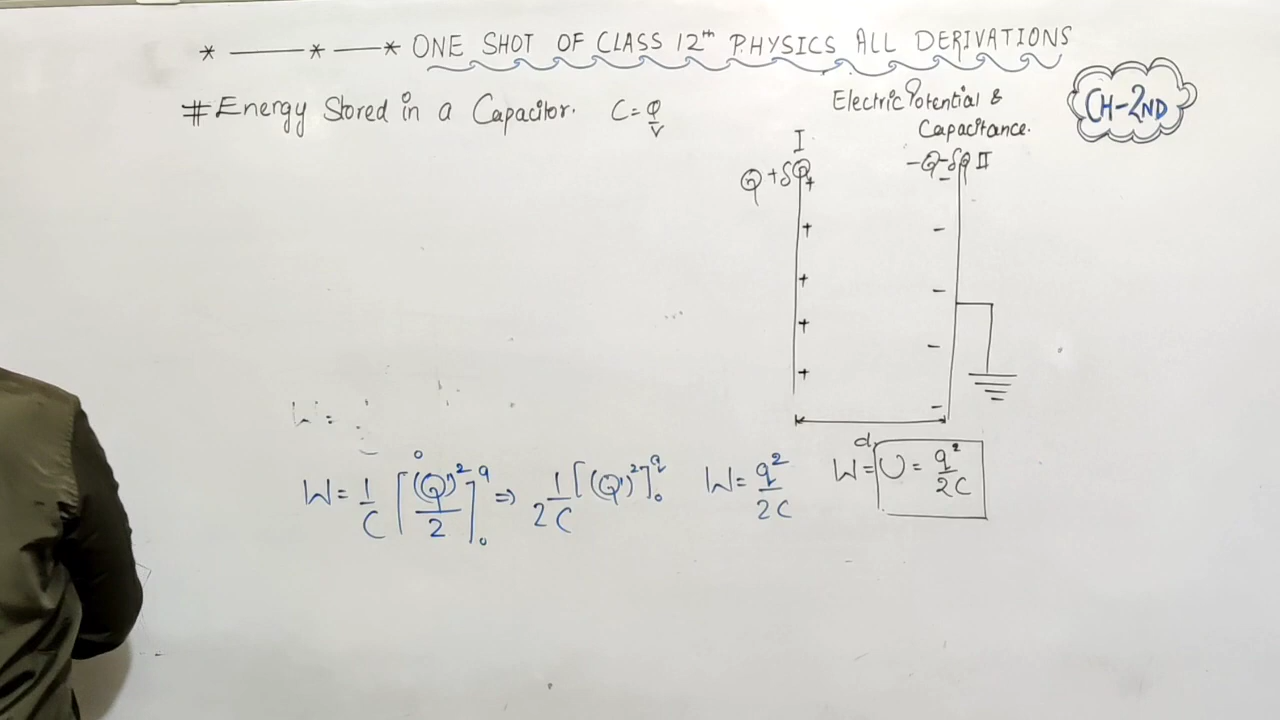 * —— * — * ONE SHOT OF CLASS 12th PHYSICS ALL DERIVATIONS
# Energy Stored in a Capacitor. C = Q/V
Electric Potential &
Capacitance.
CH-2ND
I
II
Q + δQ
-Q-δQ
+ -
+ -
+ -
+ -
+ -
d
W =
W = 1/C [(Q')²/2]₀^q ⇒ 1/2C [(Q')²]₀^q W = q²/2C
W = U = q²/2C